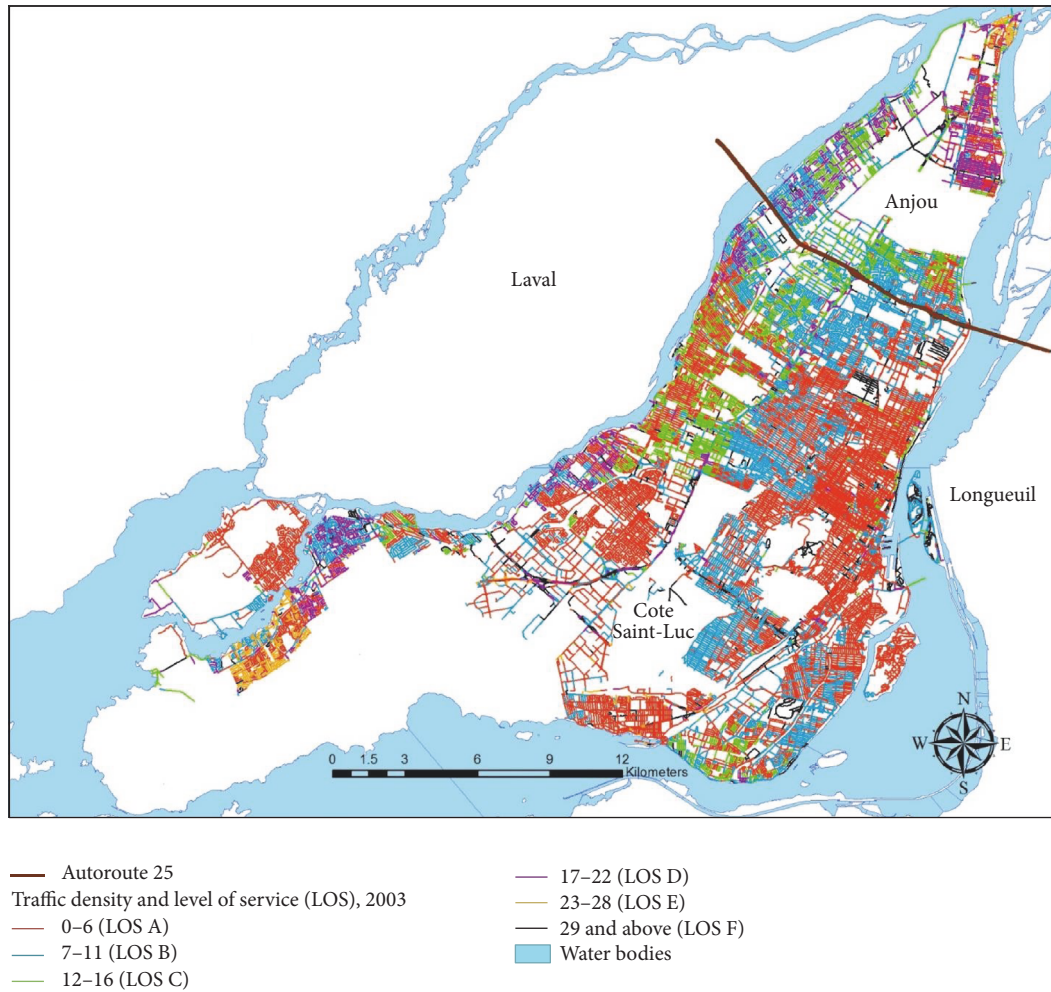 Anjou
Laval
Longueuil
Cote
Saint-Luc
N
W E
S
0 1.5 3 6 9 12
Kilometers
Autoroute 25
Traffic density and level of service (LOS), 2003
0–6 (LOS A)
7–11 (LOS B)
12–16 (LOS C)
17–22 (LOS D)
23–28 (LOS E)
29 and above (LOS F)
Water bodies